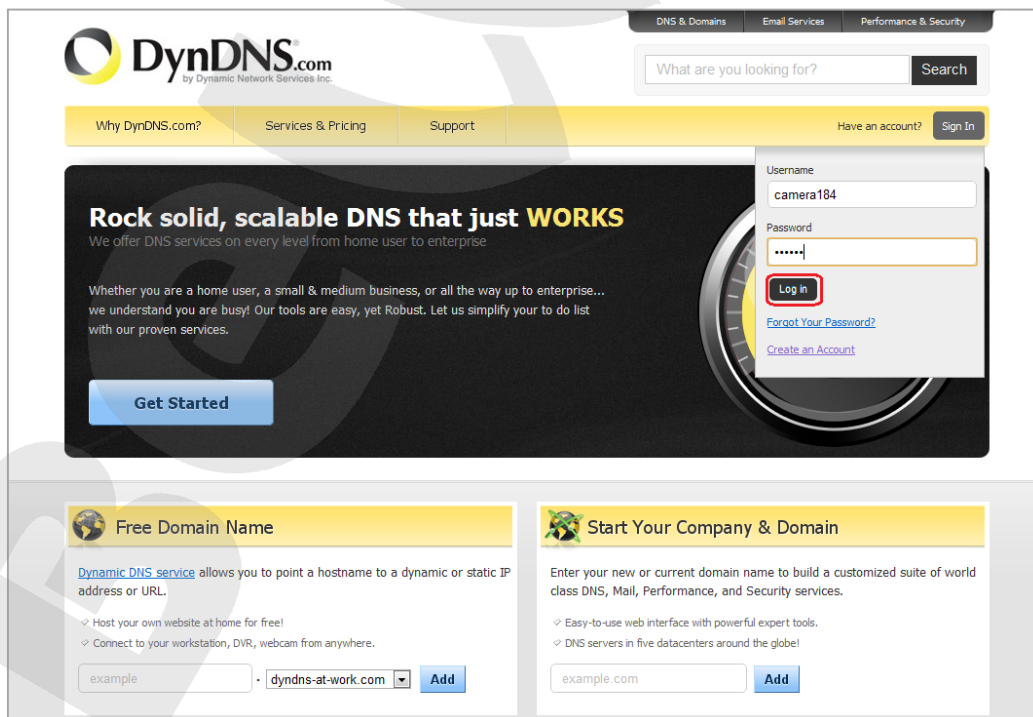 DNS & Domains Email Services Performance & Security
DynDNS.com
by Dynamic Network Services Inc.
What are you looking for? Search
Why DynDNS.com? Services & Pricing Support Have an account? Sign In
Username
camera184
Password
••••••
Log in
Forgot Your Password?
Create an Account
Rock solid, scalable DNS that just WORKS
We offer DNS services on every level from home user to enterprise
Whether you are a home user, a small & medium business, or all the way up to enterprise...
we understand you are busy! Our tools are easy, yet Robust. Let us simplify your to do list
with our proven services.
Get Started
Free Domain Name
Dynamic DNS service allows you to point a hostname to a dynamic or static IP
address or URL.
Host your own website at home for free!
Connect to your workstation, DVR, webcam from anywhere.
example . dyndns-at-work.com Add
Start Your Company & Domain
Enter your new or current domain name to build a customized suite of world
class DNS, Mail, Performance, and Security services.
Easy-to-use web interface with powerful expert tools.
DNS servers in five datacenters around the globe!
example.com Add